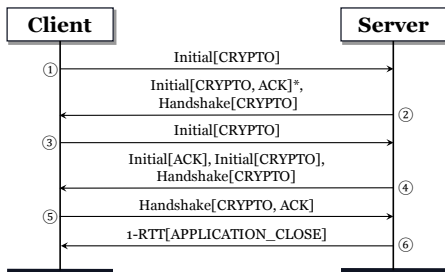 Client Server
Initial[CRYPTO]
①
Initial[CRYPTO, ACK]*,
Handshake[CRYPTO]
②
Initial[CRYPTO]
③
Initial[ACK], Initial[CRYPTO],
Handshake[CRYPTO]
④
Handshake[CRYPTO, ACK]
⑤
1-RTT[APPLICATION_CLOSE]
⑥